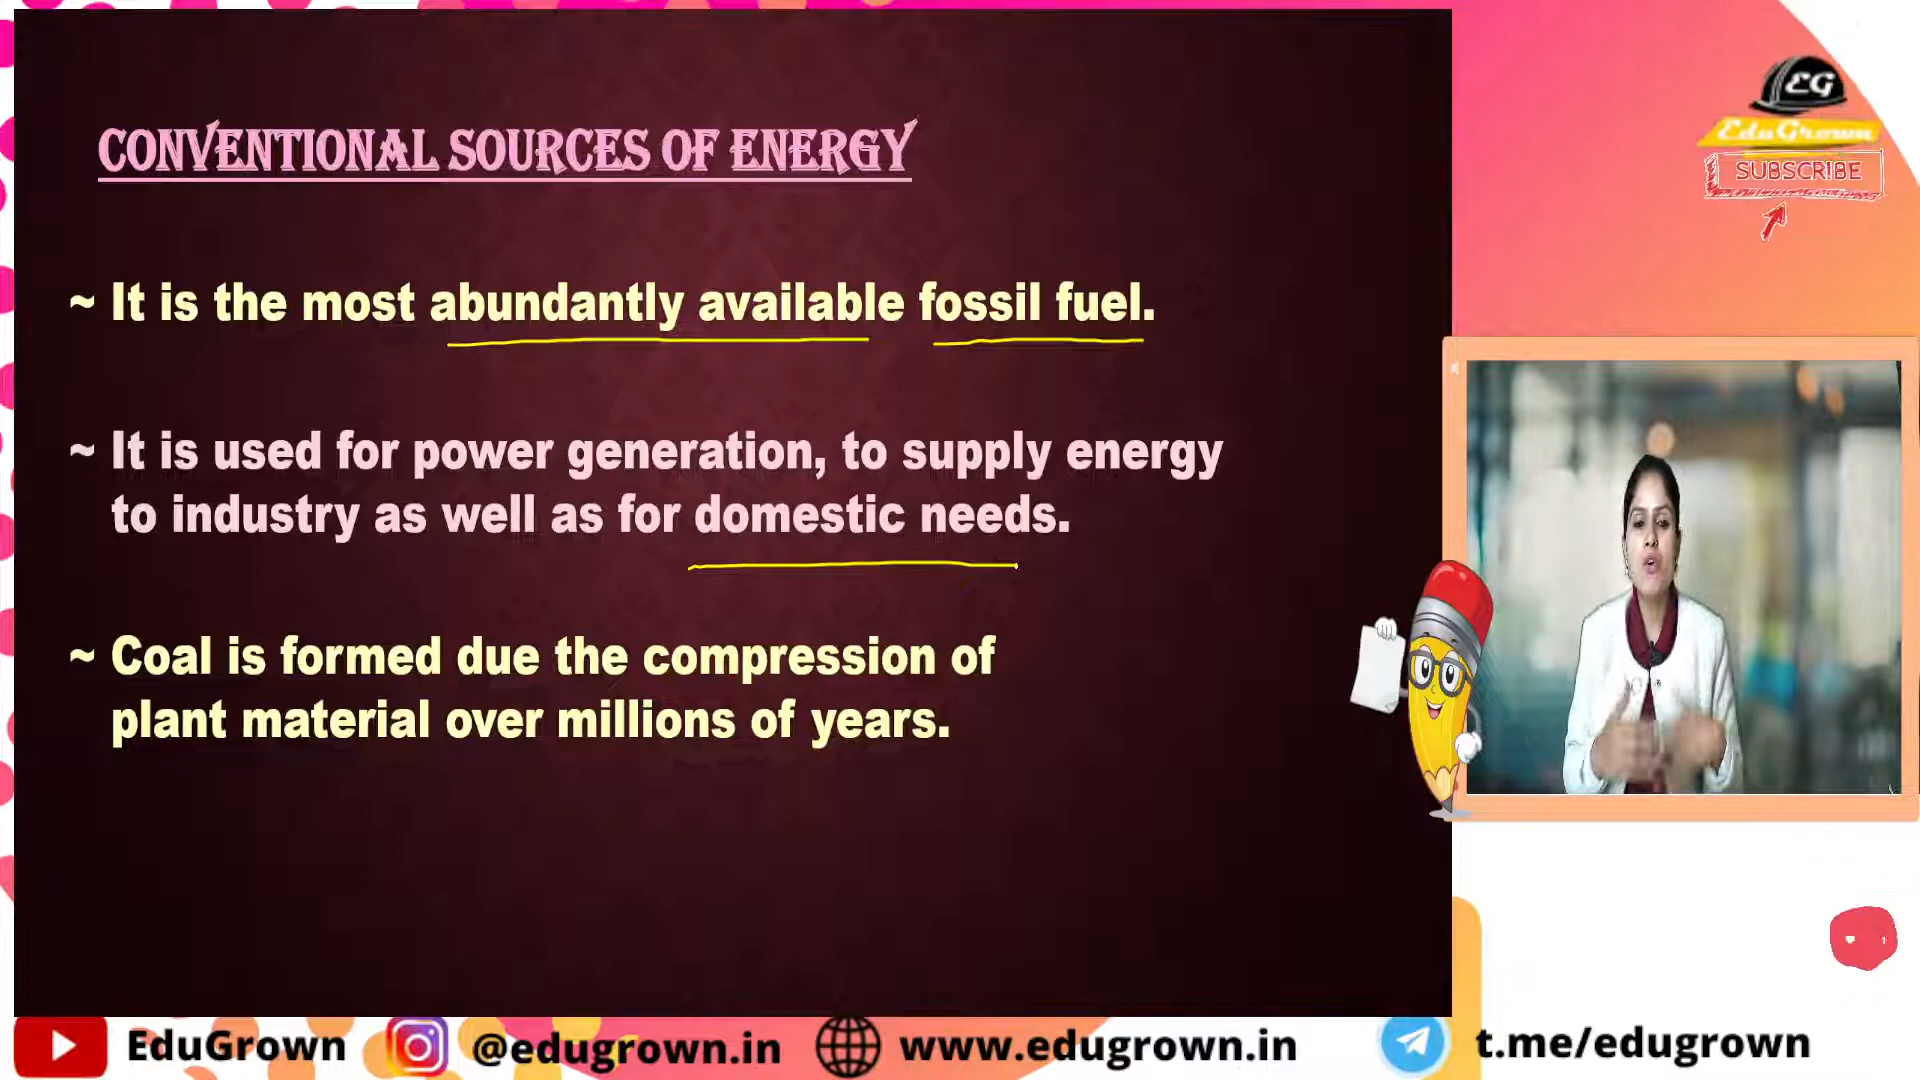 CONVENTIONAL SOURCES OF ENERGY
~ It is the most abundantly available fossil fuel.
~ It is used for power generation, to supply energy
to industry as well as for domestic needs.
~ Coal is formed due the compression of
plant material over millions of years.
EG
EduGrown
SUBSCRIBE
EduGrown
@edugrown.in
www.edugrown.in
t.me/edugrown